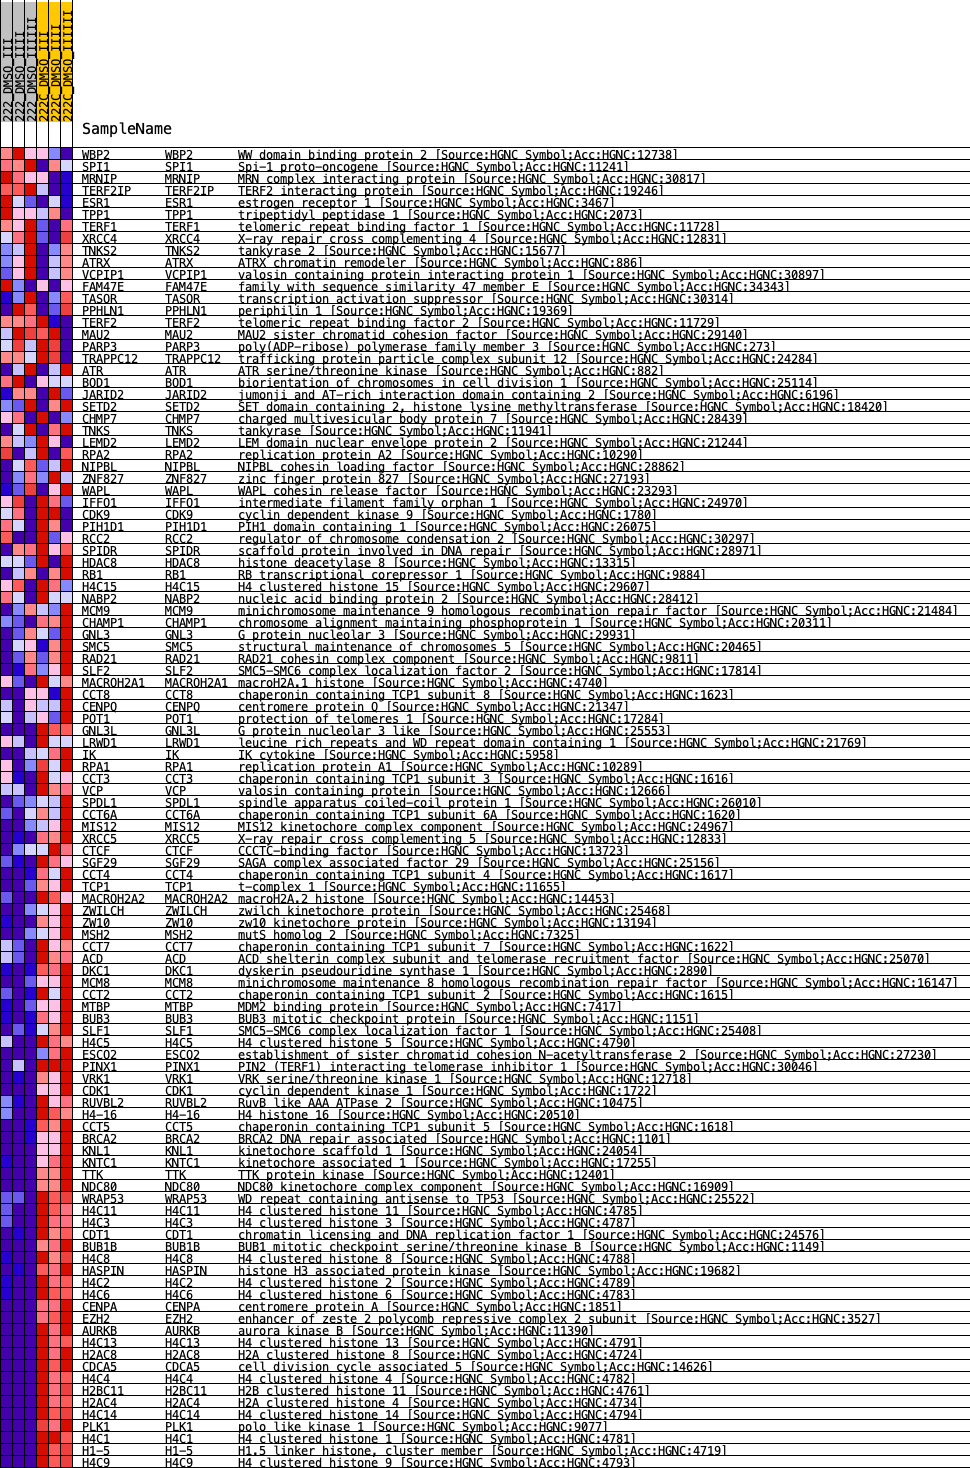 222_DMSO_III
222_DMSO_IIII
222_DMSO_IIIIII
222C_DMSO_III
222C_DMSO_IIII
222C_DMSO_IIIIII
SampleName
WBP2 WBP2 WW domain binding protein 2 [Source:HGNC Symbol;Acc:HGNC:12738]
SPI1 SPI1 Spi-1 proto-oncogene [Source:HGNC Symbol;Acc:HGNC:11241]
MRNIP MRNIP MRN complex interacting protein [Source:HGNC Symbol;Acc:HGNC:30817]
TERF2IP TERF2IP TERF2 interacting protein [Source:HGNC Symbol;Acc:HGNC:19246]
ESR1 ESR1 estrogen receptor 1 [Source:HGNC Symbol;Acc:HGNC:3467]
TPP1 TPP1 tripeptidyl peptidase 1 [Source:HGNC Symbol;Acc:HGNC:2073]
TERF1 TERF1 telomeric repeat binding factor 1 [Source:HGNC Symbol;Acc:HGNC:11728]
XRCC4 XRCC4 X-ray repair cross complementing 4 [Source:HGNC Symbol;Acc:HGNC:12831]
TNKS2 TNKS2 tankyrase 2 [Source:HGNC Symbol;Acc:HGNC:15677]
ATRX ATRX ATRX chromatin remodeler [Source:HGNC Symbol;Acc:HGNC:886]
VCPIP1 VCPIP1 valosin containing protein interacting protein 1 [Source:HGNC Symbol;Acc:HGNC:30897]
FAM47E FAM47E family with sequence similarity 47 member E [Source:HGNC Symbol;Acc:HGNC:34343]
TASOR TASOR transcription activation suppressor [Source:HGNC Symbol;Acc:HGNC:30314]
PPHLN1 PPHLN1 periphilin 1 [Source:HGNC Symbol;Acc:HGNC:19369]
TERF2 TERF2 telomeric repeat binding factor 2 [Source:HGNC Symbol;Acc:HGNC:11729]
MAU2 MAU2 MAU2 sister chromatid cohesion factor [Source:HGNC Symbol;Acc:HGNC:29140]
PARP3 PARP3 poly(ADP-ribose) polymerase family member 3 [Source:HGNC Symbol;Acc:HGNC:273]
TRAPPC12 TRAPPC12 trafficking protein particle complex subunit 12 [Source:HGNC Symbol;Acc:HGNC:24284]
ATR ATR ATR serine/threonine kinase [Source:HGNC Symbol;Acc:HGNC:882]
BOD1 BOD1 biorientation of chromosomes in cell division 1 [Source:HGNC Symbol;Acc:HGNC:25114]
JARID2 JARID2 jumonji and AT-rich interaction domain containing 2 [Source:HGNC Symbol;Acc:HGNC:6196]
SETD2 SETD2 SET domain containing 2, histone lysine methyltransferase [Source:HGNC Symbol;Acc:HGNC:18420]
CHMP7 CHMP7 charged multivesicular body protein 7 [Source:HGNC Symbol;Acc:HGNC:28439]
TNKS TNKS tankyrase [Source:HGNC Symbol;Acc:HGNC:11941]
LEMD2 LEMD2 LEM domain nuclear envelope protein 2 [Source:HGNC Symbol;Acc:HGNC:21244]
RPA2 RPA2 replication protein A2 [Source:HGNC Symbol;Acc:HGNC:10290]
NIPBL NIPBL NIPBL cohesin loading factor [Source:HGNC Symbol;Acc:HGNC:28862]
ZNF827 ZNF827 zinc finger protein 827 [Source:HGNC Symbol;Acc:HGNC:27193]
WAPL WAPL WAPL cohesin release factor [Source:HGNC Symbol;Acc:HGNC:23293]
IFFO1 IFFO1 intermediate filament family orphan 1 [Source:HGNC Symbol;Acc:HGNC:24970]
CDK9 CDK9 cyclin dependent kinase 9 [Source:HGNC Symbol;Acc:HGNC:1780]
PIH1D1 PIH1D1 PIH1 domain containing 1 [Source:HGNC Symbol;Acc:HGNC:26075]
RCC2 RCC2 regulator of chromosome condensation 2 [Source:HGNC Symbol;Acc:HGNC:30297]
SPIDR SPIDR scaffold protein involved in DNA repair [Source:HGNC Symbol;Acc:HGNC:28971]
HDAC8 HDAC8 histone deacetylase 8 [Source:HGNC Symbol;Acc:HGNC:13315]
RB1 RB1 RB transcriptional corepressor 1 [Source:HGNC Symbol;Acc:HGNC:9884]
H4C15 H4C15 H4 clustered histone 15 [Source:HGNC Symbol;Acc:HGNC:29607]
NABP2 NABP2 nucleic acid binding protein 2 [Source:HGNC Symbol;Acc:HGNC:28412]
MCM9 MCM9 minichromosome maintenance 9 homologous recombination repair factor [Source:HGNC Symbol;Acc:HGNC:21484]
CHAMP1 CHAMP1 chromosome alignment maintaining phosphoprotein 1 [Source:HGNC Symbol;Acc:HGNC:20311]
GNL3 GNL3 G protein nucleolar 3 [Source:HGNC Symbol;Acc:HGNC:29931]
SMC5 SMC5 structural maintenance of chromosomes 5 [Source:HGNC Symbol;Acc:HGNC:20465]
RAD21 RAD21 RAD21 cohesin complex component [Source:HGNC Symbol;Acc:HGNC:9811]
SLF2 SLF2 SMC5-SMC6 complex localization factor 2 [Source:HGNC Symbol;Acc:HGNC:17814]
MACROH2A1 MACROH2A1 macroH2A.1 histone [Source:HGNC Symbol;Acc:HGNC:4740]
CCT8 CCT8 chaperonin containing TCP1 subunit 8 [Source:HGNC Symbol;Acc:HGNC:1623]
CENPQ CENPQ centromere protein Q [Source:HGNC Symbol;Acc:HGNC:21347]
POT1 POT1 protection of telomeres 1 [Source:HGNC Symbol;Acc:HGNC:17284]
GNL3L GNL3L G protein nucleolar 3 like [Source:HGNC Symbol;Acc:HGNC:25553]
LRWD1 LRWD1 leucine rich repeats and WD repeat domain containing 1 [Source:HGNC Symbol;Acc:HGNC:21769]
IK IK IK cytokine [Source:HGNC Symbol;Acc:HGNC:5958]
RPA1 RPA1 replication protein A1 [Source:HGNC Symbol;Acc:HGNC:10289]
CCT3 CCT3 chaperonin containing TCP1 subunit 3 [Source:HGNC Symbol;Acc:HGNC:1616]
VCP VCP valosin containing protein [Source:HGNC Symbol;Acc:HGNC:12666]
SPDL1 SPDL1 spindle apparatus coiled-coil protein 1 [Source:HGNC Symbol;Acc:HGNC:26010]
CCT6A CCT6A chaperonin containing TCP1 subunit 6A [Source:HGNC Symbol;Acc:HGNC:1620]
MIS12 MIS12 MIS12 kinetochore complex component [Source:HGNC Symbol;Acc:HGNC:24967]
XRCC5 XRCC5 X-ray repair cross complementing 5 [Source:HGNC Symbol;Acc:HGNC:12833]
CTCF CTCF CCCTC-binding factor [Source:HGNC Symbol;Acc:HGNC:13723]
SGF29 SGF29 SAGA complex associated factor 29 [Source:HGNC Symbol;Acc:HGNC:25156]
CCT4 CCT4 chaperonin containing TCP1 subunit 4 [Source:HGNC Symbol;Acc:HGNC:1617]
TCP1 TCP1 t-complex 1 [Source:HGNC Symbol;Acc:HGNC:11655]
MACROH2A2 MACROH2A2 macroH2A.2 histone [Source:HGNC Symbol;Acc:HGNC:14453]
ZWILCH ZWILCH zwilch kinetochore protein [Source:HGNC Symbol;Acc:HGNC:25468]
ZW10 ZW10 zw10 kinetochore protein [Source:HGNC Symbol;Acc:HGNC:13194]
MSH2 MSH2 mutS homolog 2 [Source:HGNC Symbol;Acc:HGNC:7325]
CCT7 CCT7 chaperonin containing TCP1 subunit 7 [Source:HGNC Symbol;Acc:HGNC:1622]
ACD ACD ACD shelterin complex subunit and telomerase recruitment factor [Source:HGNC Symbol;Acc:HGNC:25070]
DKC1 DKC1 dyskerin pseudouridine synthase 1 [Source:HGNC Symbol;Acc:HGNC:2890]
MCM8 MCM8 minichromosome maintenance 8 homologous recombination repair factor [Source:HGNC Symbol;Acc:HGNC:16147]
CCT2 CCT2 chaperonin containing TCP1 subunit 2 [Source:HGNC Symbol;Acc:HGNC:1615]
MTBP MTBP MDM2 binding protein [Source:HGNC Symbol;Acc:HGNC:7417]
BUB3 BUB3 BUB3 mitotic checkpoint protein [Source:HGNC Symbol;Acc:HGNC:1151]
SLF1 SLF1 SMC5-SMC6 complex localization factor 1 [Source:HGNC Symbol;Acc:HGNC:25408]
H4C5 H4C5 H4 clustered histone 5 [Source:HGNC Symbol;Acc:HGNC:4790]
ESCO2 ESCO2 establishment of sister chromatid cohesion N-acetyltransferase 2 [Source:HGNC Symbol;Acc:HGNC:27230]
PINX1 PINX1 PIN2 (TERF1) interacting telomerase inhibitor 1 [Source:HGNC Symbol;Acc:HGNC:30046]
VRK1 VRK1 VRK serine/threonine kinase 1 [Source:HGNC Symbol;Acc:HGNC:12718]
CDK1 CDK1 cyclin dependent kinase 1 [Source:HGNC Symbol;Acc:HGNC:1722]
RUVBL2 RUVBL2 RuvB like AAA ATPase 2 [Source:HGNC Symbol;Acc:HGNC:10475]
H4-16 H4-16 H4 histone 16 [Source:HGNC Symbol;Acc:HGNC:20510]
CCT5 CCT5 chaperonin containing TCP1 subunit 5 [Source:HGNC Symbol;Acc:HGNC:1618]
BRCA2 BRCA2 BRCA2 DNA repair associated [Source:HGNC Symbol;Acc:HGNC:1101]
KNL1 KNL1 kinetochore scaffold 1 [Source:HGNC Symbol;Acc:HGNC:24054]
KNTC1 KNTC1 kinetochore associated 1 [Source:HGNC Symbol;Acc:HGNC:17255]
TTK TTK TTK protein kinase [Source:HGNC Symbol;Acc:HGNC:12401]
NDC80 NDC80 NDC80 kinetochore complex component [Source:HGNC Symbol;Acc:HGNC:16909]
WRAP53 WRAP53 WD repeat containing antisense to TP53 [Source:HGNC Symbol;Acc:HGNC:25522]
H4C11 H4C11 H4 clustered histone 11 [Source:HGNC Symbol;Acc:HGNC:4785]
H4C3 H4C3 H4 clustered histone 3 [Source:HGNC Symbol;Acc:HGNC:4787]
CDT1 CDT1 chromatin licensing and DNA replication factor 1 [Source:HGNC Symbol;Acc:HGNC:24576]
BUB1B BUB1B BUB1 mitotic checkpoint serine/threonine kinase B [Source:HGNC Symbol;Acc:HGNC:1149]
H4C8 H4C8 H4 clustered histone 8 [Source:HGNC Symbol;Acc:HGNC:4788]
HASPIN HASPIN histone H3 associated protein kinase [Source:HGNC Symbol;Acc:HGNC:19682]
H4C2 H4C2 H4 clustered histone 2 [Source:HGNC Symbol;Acc:HGNC:4789]
H4C6 H4C6 H4 clustered histone 6 [Source:HGNC Symbol;Acc:HGNC:4783]
CENPA CENPA centromere protein A [Source:HGNC Symbol;Acc:HGNC:1851]
EZH2 EZH2 enhancer of zeste 2 polycomb repressive complex 2 subunit [Source:HGNC Symbol;Acc:HGNC:3527]
AURKB AURKB aurora kinase B [Source:HGNC Symbol;Acc:HGNC:11390]
H4C13 H4C13 H4 clustered histone 13 [Source:HGNC Symbol;Acc:HGNC:4791]
H2AC8 H2AC8 H2A clustered histone 8 [Source:HGNC Symbol;Acc:HGNC:4724]
CDCA5 CDCA5 cell division cycle associated 5 [Source:HGNC Symbol;Acc:HGNC:14626]
H4C4 H4C4 H4 clustered histone 4 [Source:HGNC Symbol;Acc:HGNC:4782]
H2BC11 H2BC11 H2B clustered histone 11 [Source:HGNC Symbol;Acc:HGNC:4761]
H2AC4 H2AC4 H2A clustered histone 4 [Source:HGNC Symbol;Acc:HGNC:4734]
H4C14 H4C14 H4 clustered histone 14 [Source:HGNC Symbol;Acc:HGNC:4794]
PLK1 PLK1 polo like kinase 1 [Source:HGNC Symbol;Acc:HGNC:9077]
H4C1 H4C1 H4 clustered histone 1 [Source:HGNC Symbol;Acc:HGNC:4781]
H1-5 H1-5 H1.5 linker histone, cluster member [Source:HGNC Symbol;Acc:HGNC:4719]
H4C9 H4C9 H4 clustered histone 9 [Source:HGNC Symbol;Acc:HGNC:4793]